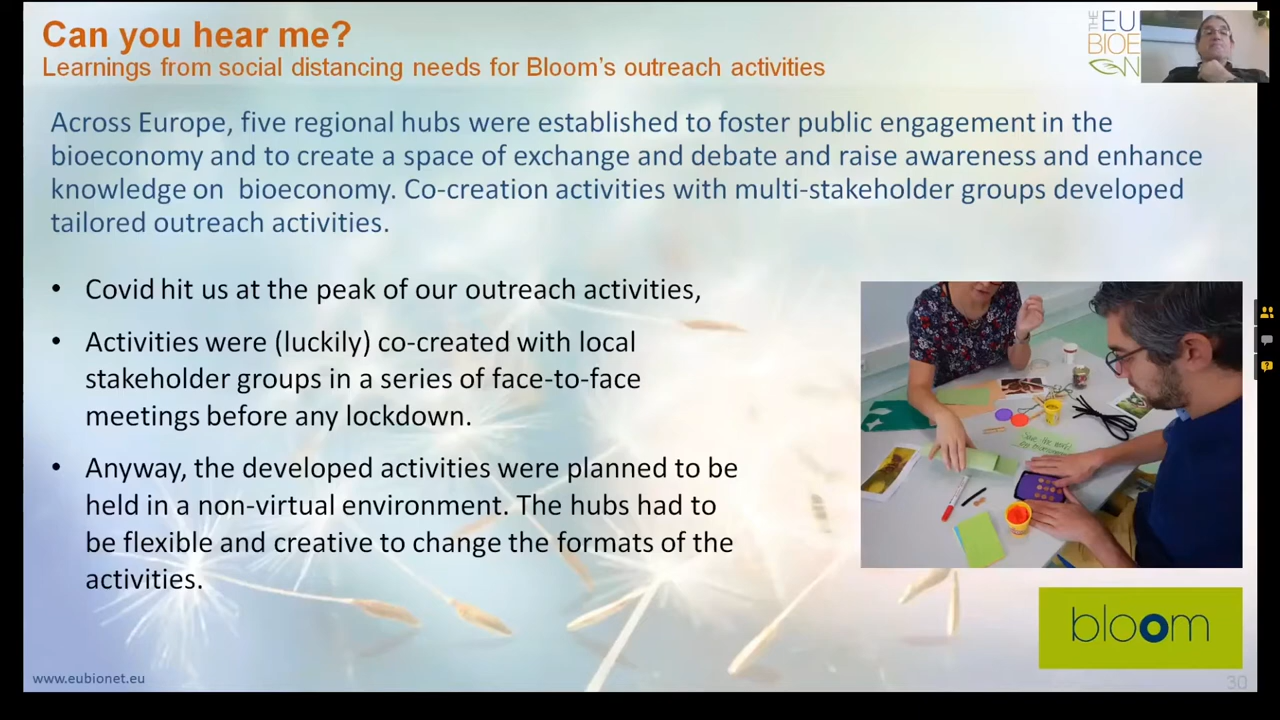 Can you hear me?
Learnings from social distancing needs for Bloom's outreach activities
THE
EU
BIOE
N
Across Europe, five regional hubs were established to foster public engagement in the
bioeconomy and to create a space of exchange and debate and raise awareness and enhance
knowledge on bioeconomy. Co-creation activities with multi-stakeholder groups developed
tailored outreach activities.
• Covid hit us at the peak of our outreach activities,
• Activities were (luckily) co-created with local
stakeholder groups in a series of face-to-face
meetings before any lockdown.
• Anyway, the developed activities were planned to be
held in a non-virtual environment. The hubs had to
be flexible and creative to change the formats of the
activities.
bloom
www.eubionet.eu
30